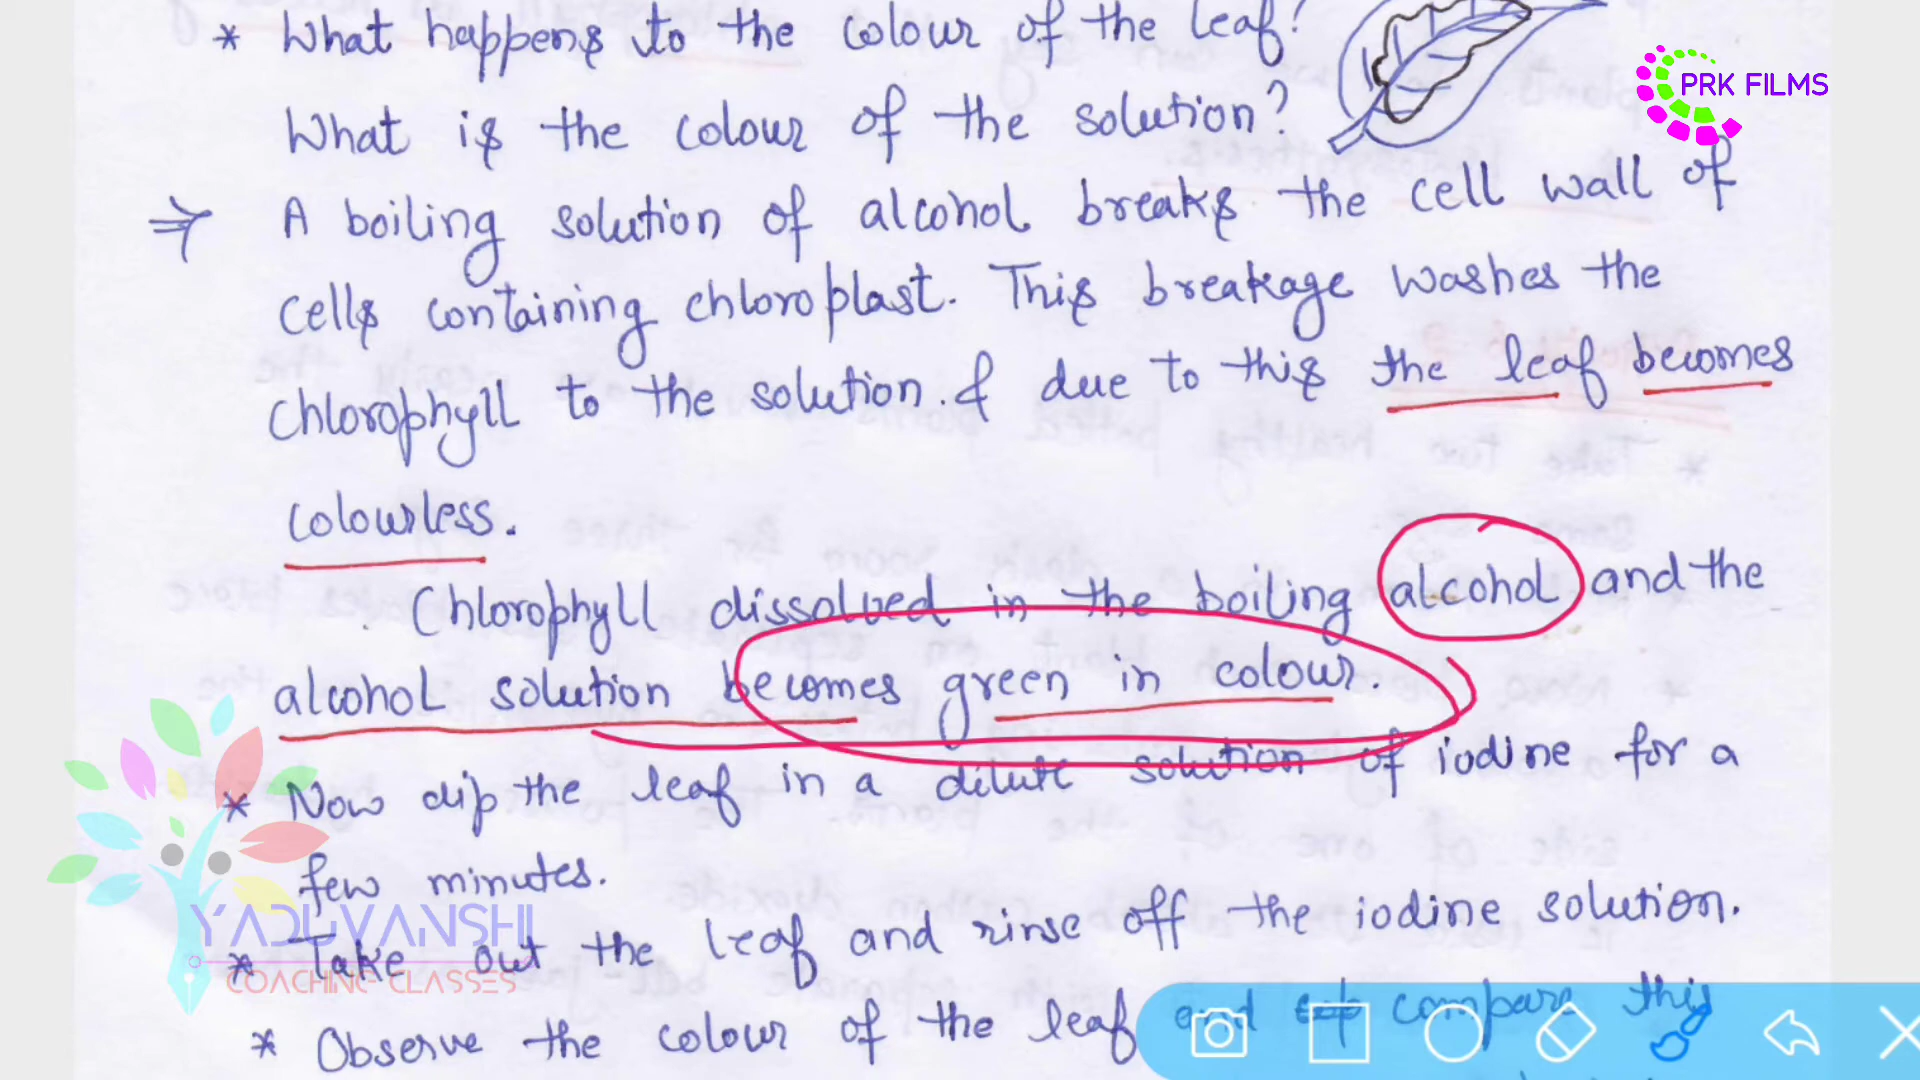 * What happens to the colour of the leaf?
What is the colour of the solution?
PRK FILMS
⇒ A boiling solution of alcohol breaks the cell wall of
cells containing chloroplast. This breakage washes the
chlorophyll to the solution. & due to this the leaf becomes
colourless.
Chlorophyll dissolved in the boiling alcohol and the
alcohol solution becomes green in colour.
* Now dip the leaf in a dilute solution of iodine for a
few minutes.
* Take out the leaf and rinse off the iodine solution.
YADUVANSHI
COACHING CLASSES
* Observe the colour of the leaf and compare this